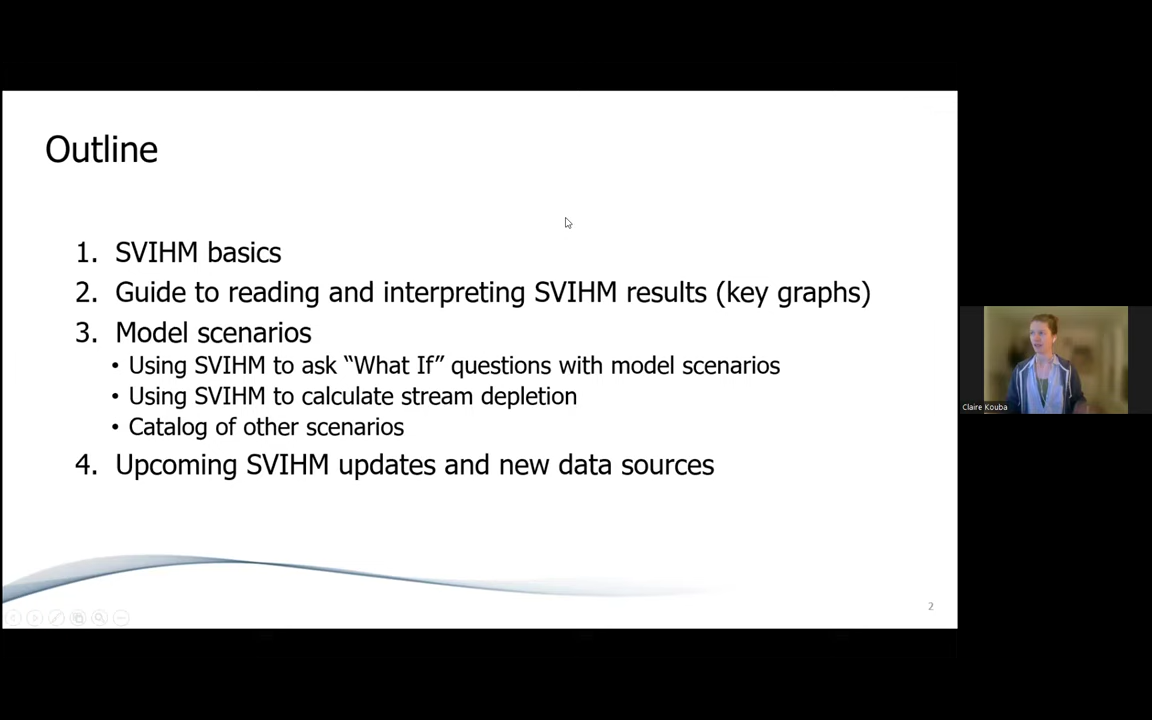 Outline
1. SVIHM basics
2. Guide to reading and interpreting SVIHM results (key graphs)
3. Model scenarios
• Using SVIHM to ask “What If” questions with model scenarios
• Using SVIHM to calculate stream depletion
• Catalog of other scenarios
4. Upcoming SVIHM updates and new data sources
2
Claire Kouba